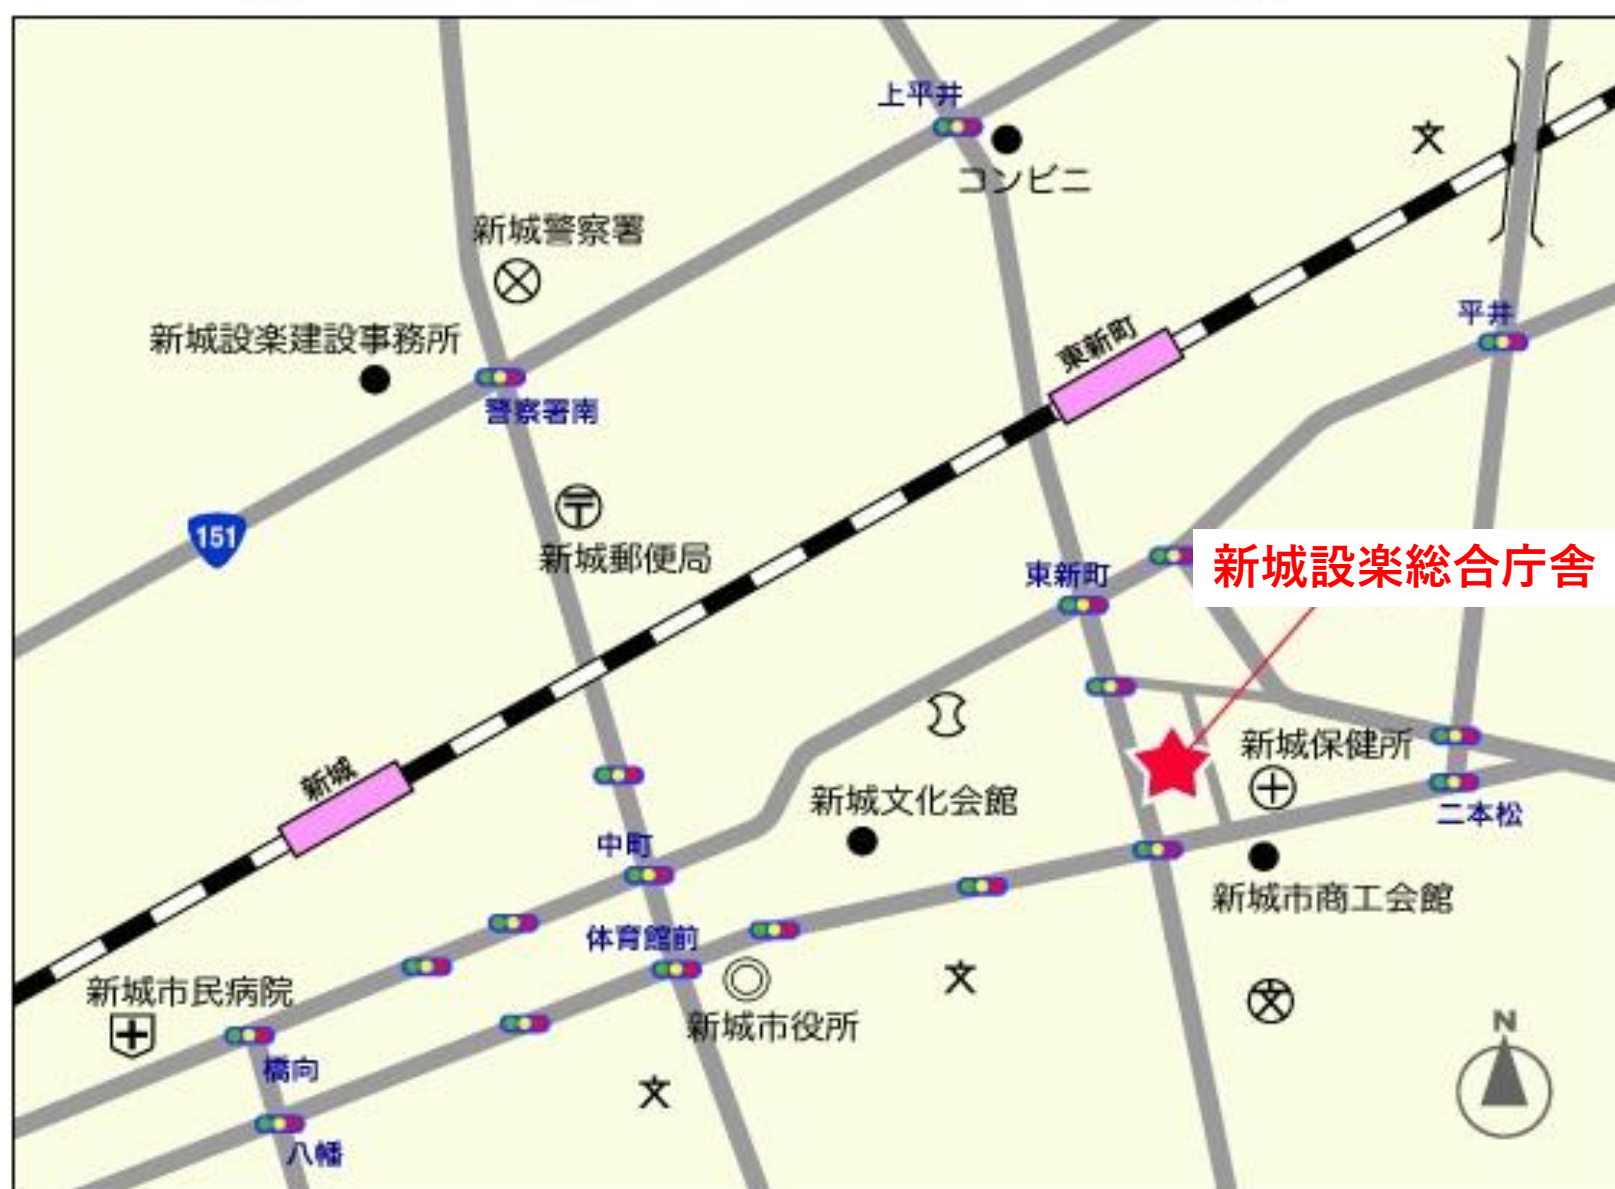 上平井
コンビニ
新城警察署
新城設楽建設事務所
警察署南
東新町
平井
151
新城郵便局
東新町
新城設楽総合庁舎
新城
新城保健所
新城文化会館
二本松
中町
新城市商工会館
体育館前
新城市民病院
新城市役所
橋向
八幡
N